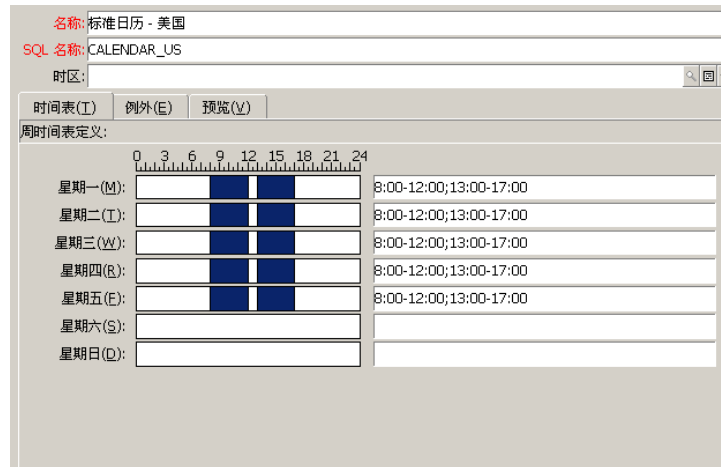 名称: 标准日历 - 美国
SQL 名称: CALENDAR_US
时区:
时间表(T) 例外(E) 预览(V)
周时间表定义:
0 3 6 9 12 15 18 21 24
星期一(M): 8:00-12:00;13:00-17:00
星期二(T): 8:00-12:00;13:00-17:00
星期三(W): 8:00-12:00;13:00-17:00
星期四(R): 8:00-12:00;13:00-17:00
星期五(F): 8:00-12:00;13:00-17:00
星期六(S):
星期日(D):